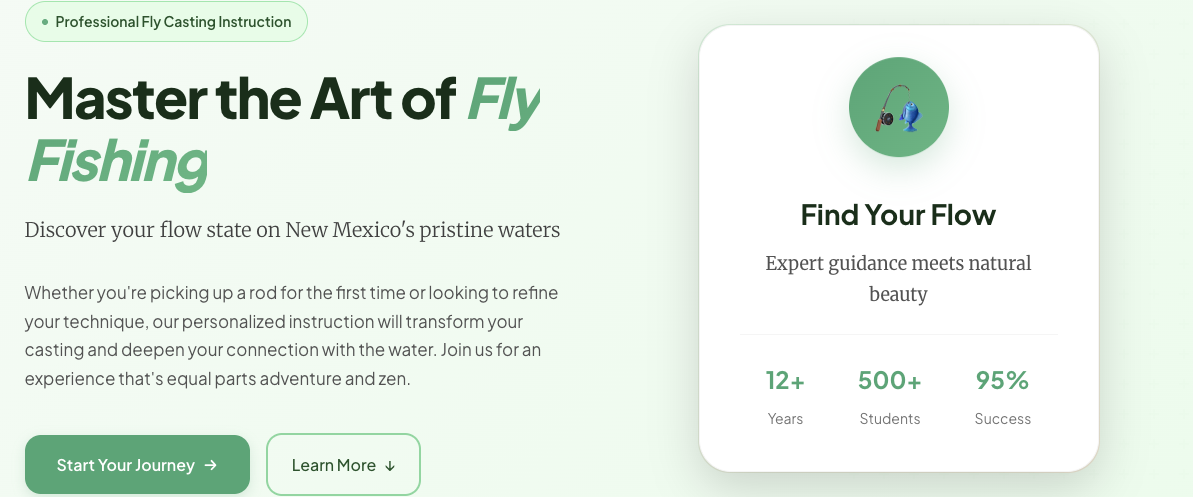 Professional Fly Casting Instruction
Master the Art of Fly
Fishing
Discover your flow state on New Mexico's pristine waters
Whether you're picking up a rod for the first time or looking to refine
your technique, our personalized instruction will transform your
casting and deepen your connection with the water. Join us for an
experience that's equal parts adventure and zen.
Start Your Journey →
Learn More ↓
Find Your Flow
Expert guidance meets natural
beauty
12+ 500+ 95%
Years Students Success